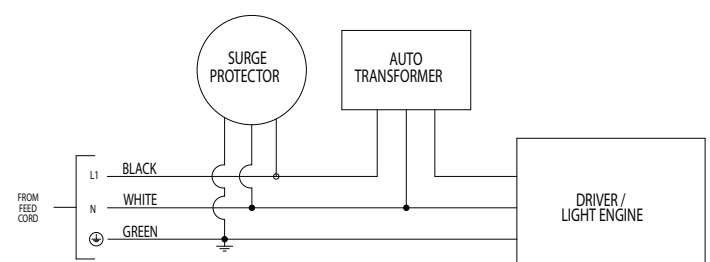 SURGE
PROTECTOR
AUTO
TRANSFORMER
L1
BLACK
FROM
FEED
CORD
N
WHITE
DRIVER /
LIGHT ENGINE
GREEN